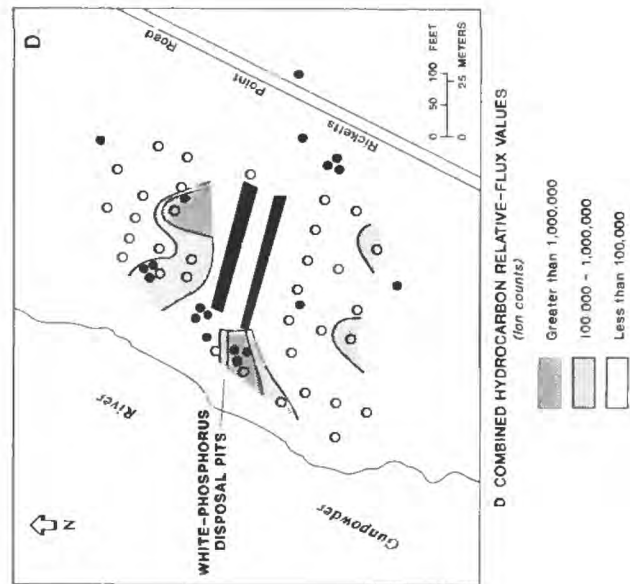 D
N
River
Gunpowder
WHITE-PHOSPHORUS
DISPOSAL PITS
Ricketts
Point
Road
0 50 100 FEET
0 25 METERS
D COMBINED HYDROCARBON RELATIVE-FLUX VALUES
(ion counts)
Greater than 1,000,000
100 000 - 1,000,000
Less than 100,000